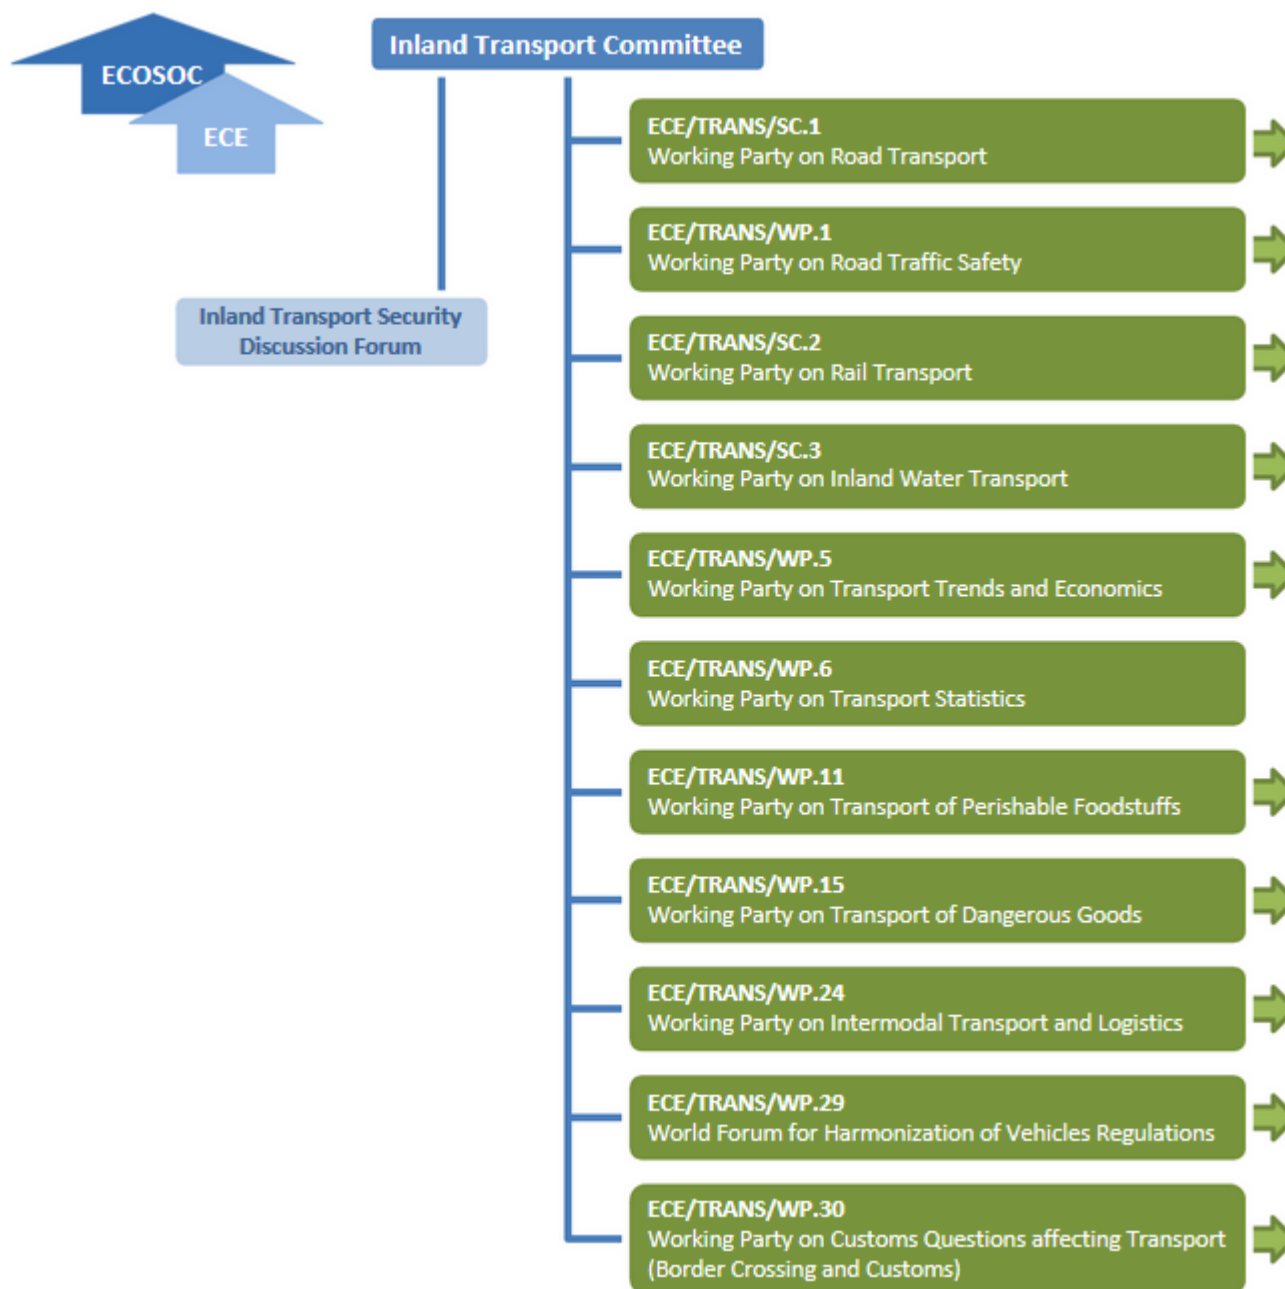 ECOSOC
ECE
Inland Transport Committee
Inland Transport Security
Discussion Forum
ECE/TRANS/SC.1
Working Party on Road Transport
ECE/TRANS/WP.1
Working Party on Road Traffic Safety
ECE/TRANS/SC.2
Working Party on Rail Transport
ECE/TRANS/SC.3
Working Party on Inland Water Transport
ECE/TRANS/WP.5
Working Party on Transport Trends and Economics
ECE/TRANS/WP.6
Working Party on Transport Statistics
ECE/TRANS/WP.11
Working Party on Transport of Perishable Foodstuffs
ECE/TRANS/WP.15
Working Party on Transport of Dangerous Goods
ECE/TRANS/WP.24
Working Party on Intermodal Transport and Logistics
ECE/TRANS/WP.29
World Forum for Harmonization of Vehicles Regulations
ECE/TRANS/WP.30
Working Party on Customs Questions affecting Transport
(Border Crossing and Customs)